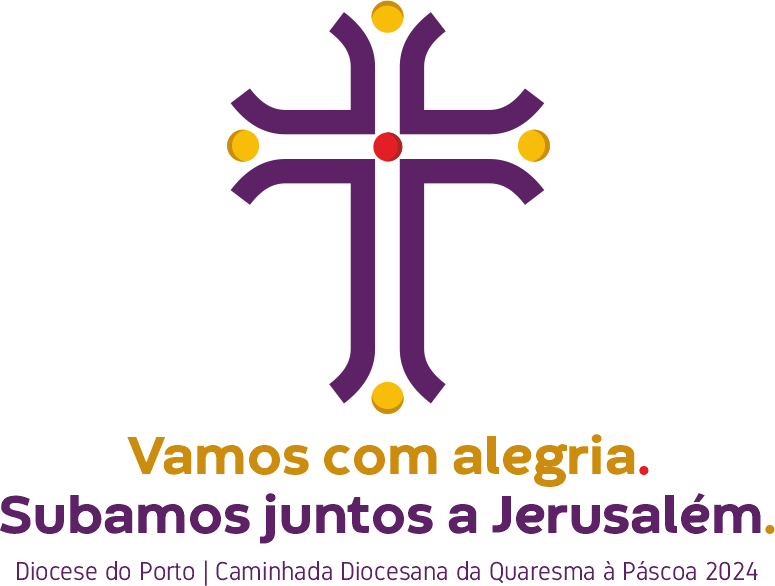 Vamos com alegria.
Subamos juntos a Jerusalém.
Diocese do Porto | Caminhada Diocesana da Quaresma à Páscoa 2024